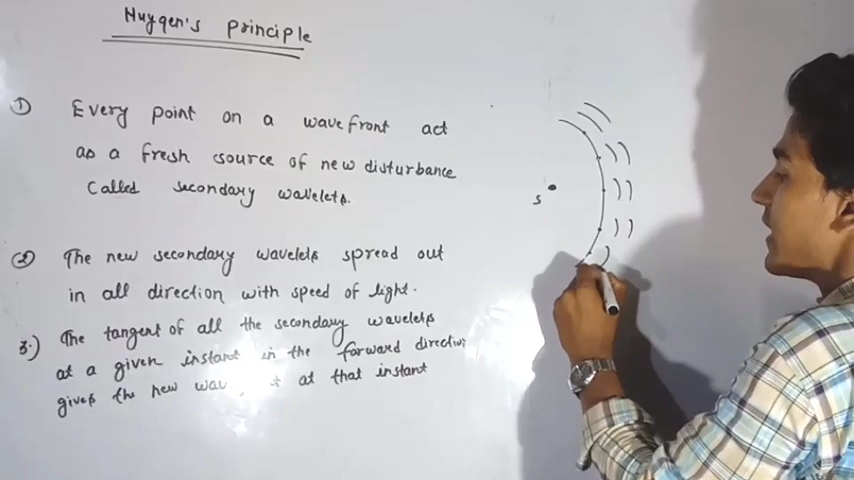 Huygen's Principle
① Every point on a wavefront act
as a fresh source of new disturbance
Called secondary wavelets.
② The new secondary wavelets spread out
in all direction with speed of light.
3.) The tangent of all the secondary wavelets
at a given instant in the forward
gives the new at that instant
S